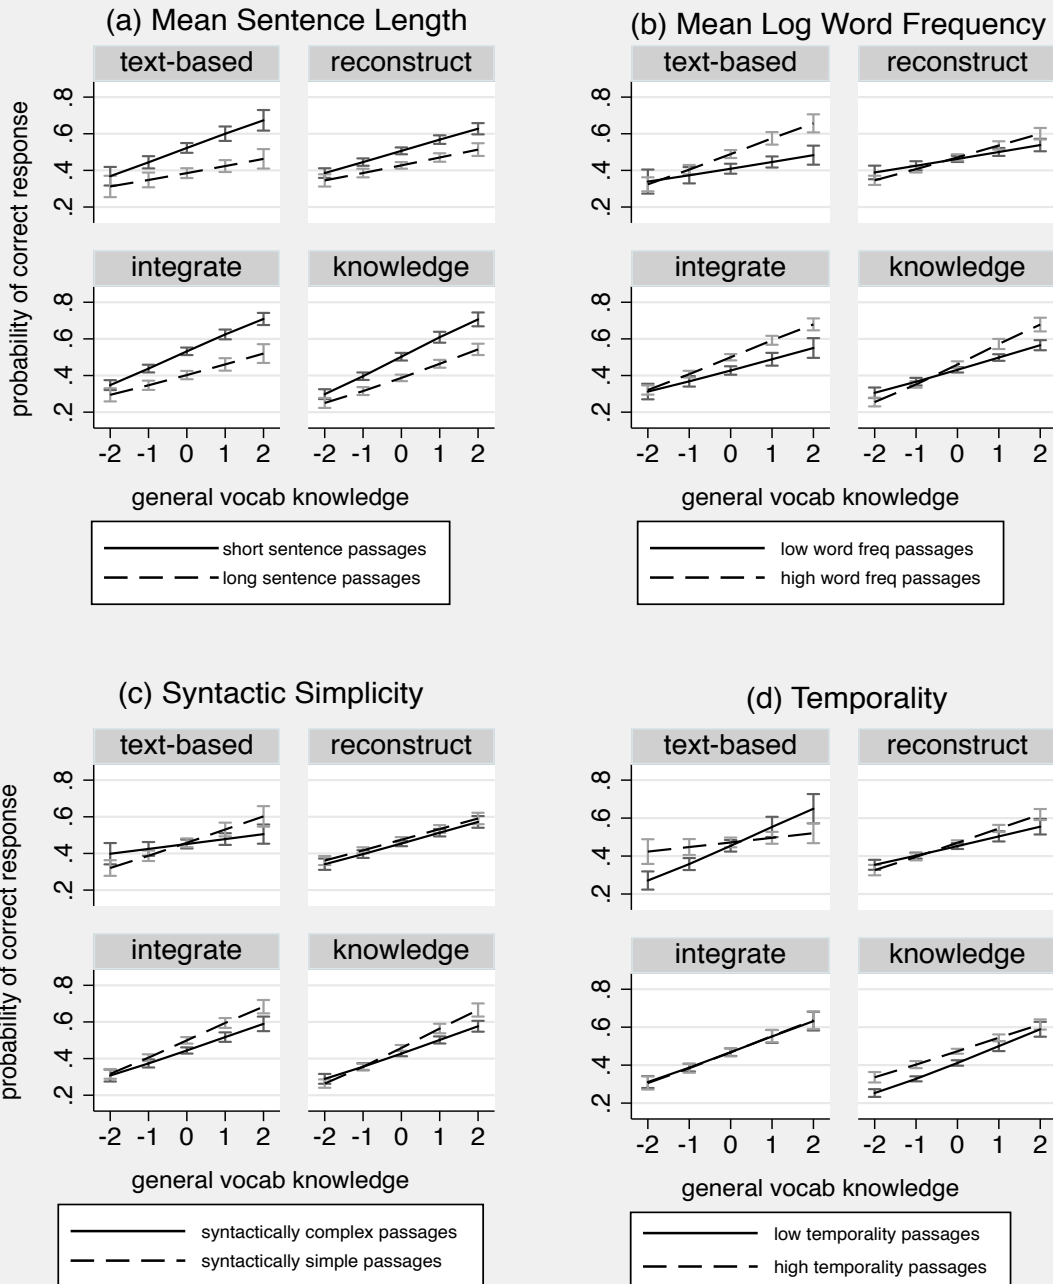 (a) Mean Sentence Length
text-based reconstruct
.8
.6
.4
.2
integrate knowledge
.8
.6
.4
.2
probability of correct response
-2 -1 0 1 2 -2 -1 0 1 2
general vocab knowledge
short sentence passages
long sentence passages
(b) Mean Log Word Frequency
text-based reconstruct
.8
.6
.4
.2
integrate knowledge
.8
.6
.4
.2
-2 -1 0 1 2 -2 -1 0 1 2
general vocab knowledge
low word freq passages
high word freq passages
(c) Syntactic Simplicity
text-based reconstruct
.8
.6
.4
.2
integrate knowledge
.8
.6
.4
.2
probability of correct response
-2 -1 0 1 2 -2 -1 0 1 2
general vocab knowledge
syntactically complex passages
syntactically simple passages
(d) Temporality
text-based reconstruct
.8
.6
.4
.2
integrate knowledge
.8
.6
.4
.2
-2 -1 0 1 2 -2 -1 0 1 2
general vocab knowledge
low temporality passages
high temporality passages